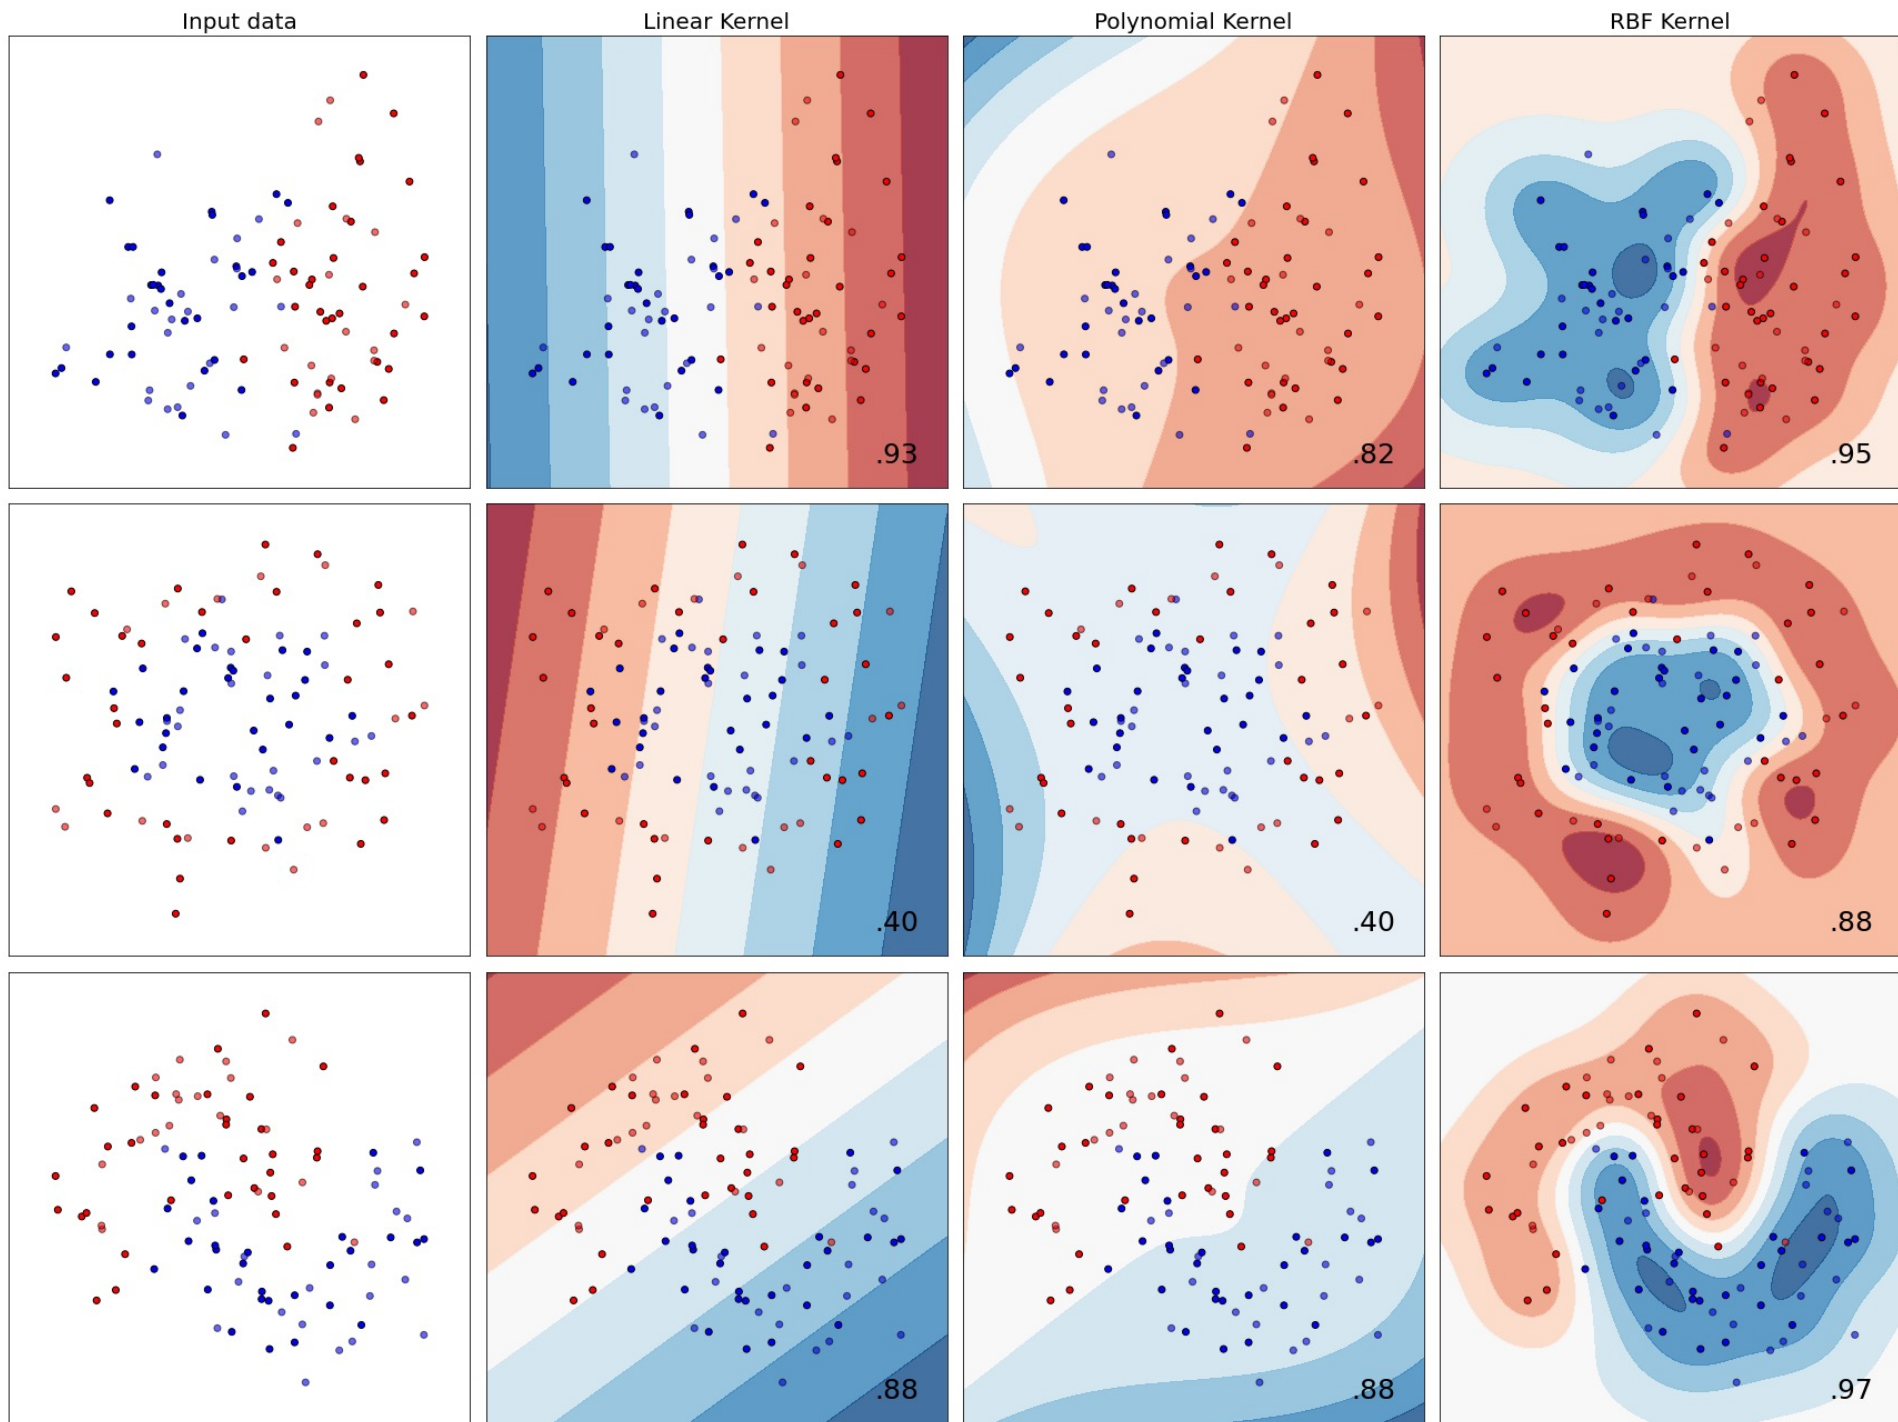 Input data
Linear Kernel
Polynomial Kernel
RBF Kernel
.93
.82
.95
.40
.40
.88
.88
.88
.97